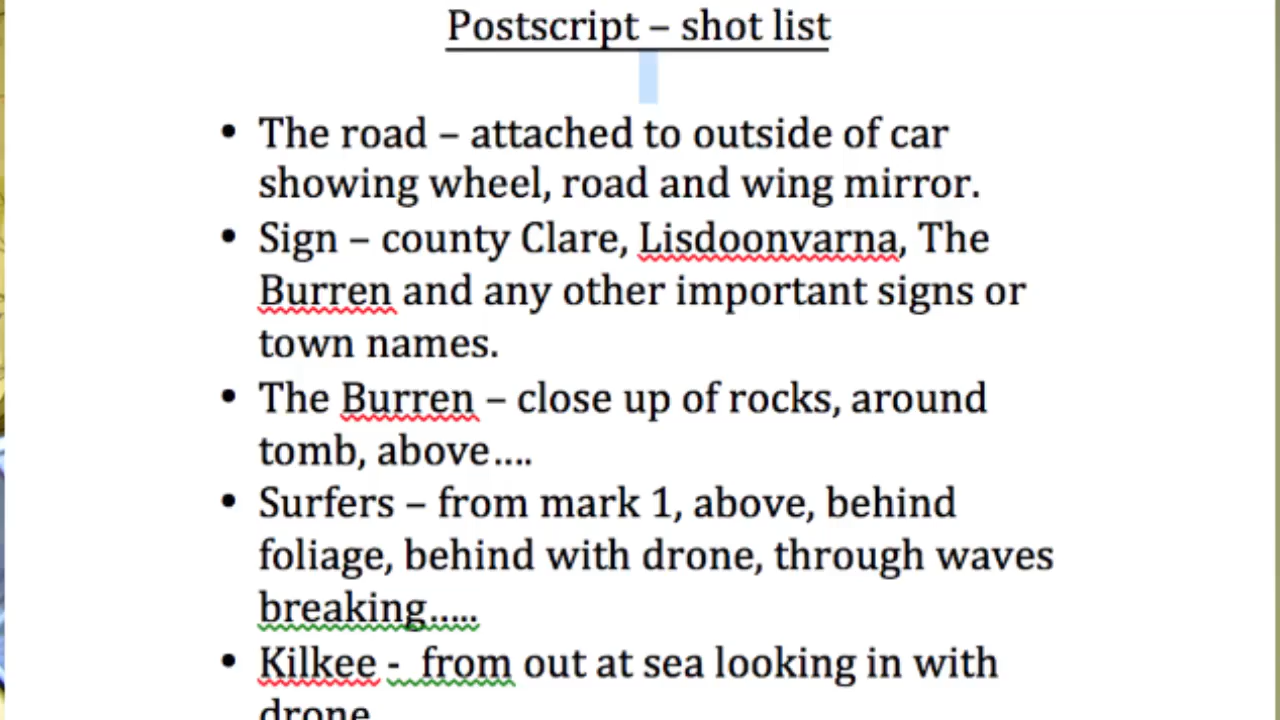 Postscript – shot list
• The road – attached to outside of car
showing wheel, road and wing mirror.
• Sign – county Clare, Lisdoonvarna, The
Burren and any other important signs or
town names.
• The Burren – close up of rocks, around
tomb, above....
• Surfers – from mark 1, above, behind
foliage, behind with drone, through waves
breaking.....
• Kilkee -  from out at sea looking in with
drone